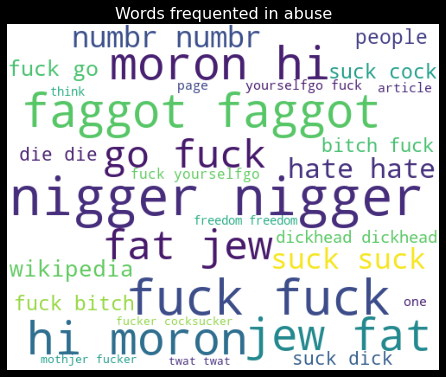 Words frequented in abuse
numbr numbr
people
moron hi
fuck go
suck cock
think
page
yourselfgo fuck
article
faggot faggot
bitch fuck
die die
go fuck
hate hate
fuck yourselfgo
nigger nigger
freedom freedom
fat jew
dickhead dickhead
suck suck
wikipedia
fuck bitch
fuck fuck
one
fucker cocksucker
hi moron
jew fat
mothjer fucker
twat twat
suck dick